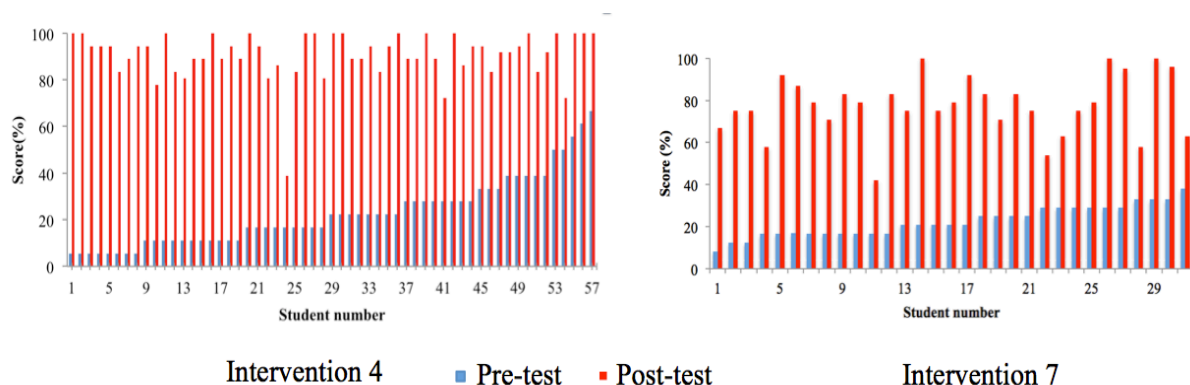 100
80
60
40
20
0
Score(%)
1 5 9 13 17 21 25 29 33 37 41 45 49 53 57
Student number
100
80
60
40
20
0
Score (%)
1 5 9 13 17 21 25 29
Student number
Intervention 4 Pre-test Post-test Intervention 7